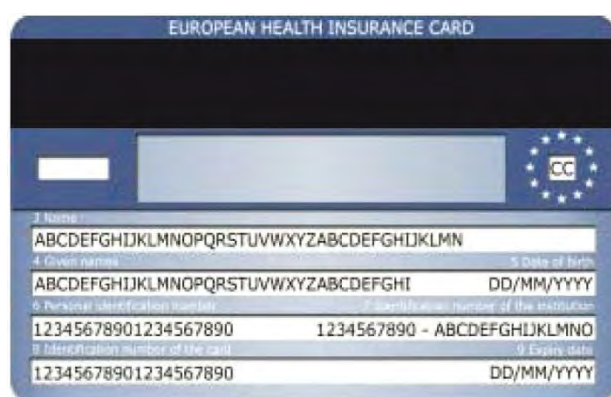 EUROPEAN HEALTH INSURANCE CARD
CC
3 Name
ABCDEFGHIJKLMNOPQRSTUVWXYZABCDEFGHIJKLMN
4 Given names 5 Date of birth
ABCDEFGHIJKLMNOPQRSTUVWXYZABCDEFGHI DD/MM/YYYY
6 Personal identification number 7 Identification number of the institution
12345678901234567890 1234567890 - ABCDEFGHIJKLMNO
8 Identification number of the card 9 Expiry date
12345678901234567890 DD/MM/YYYY